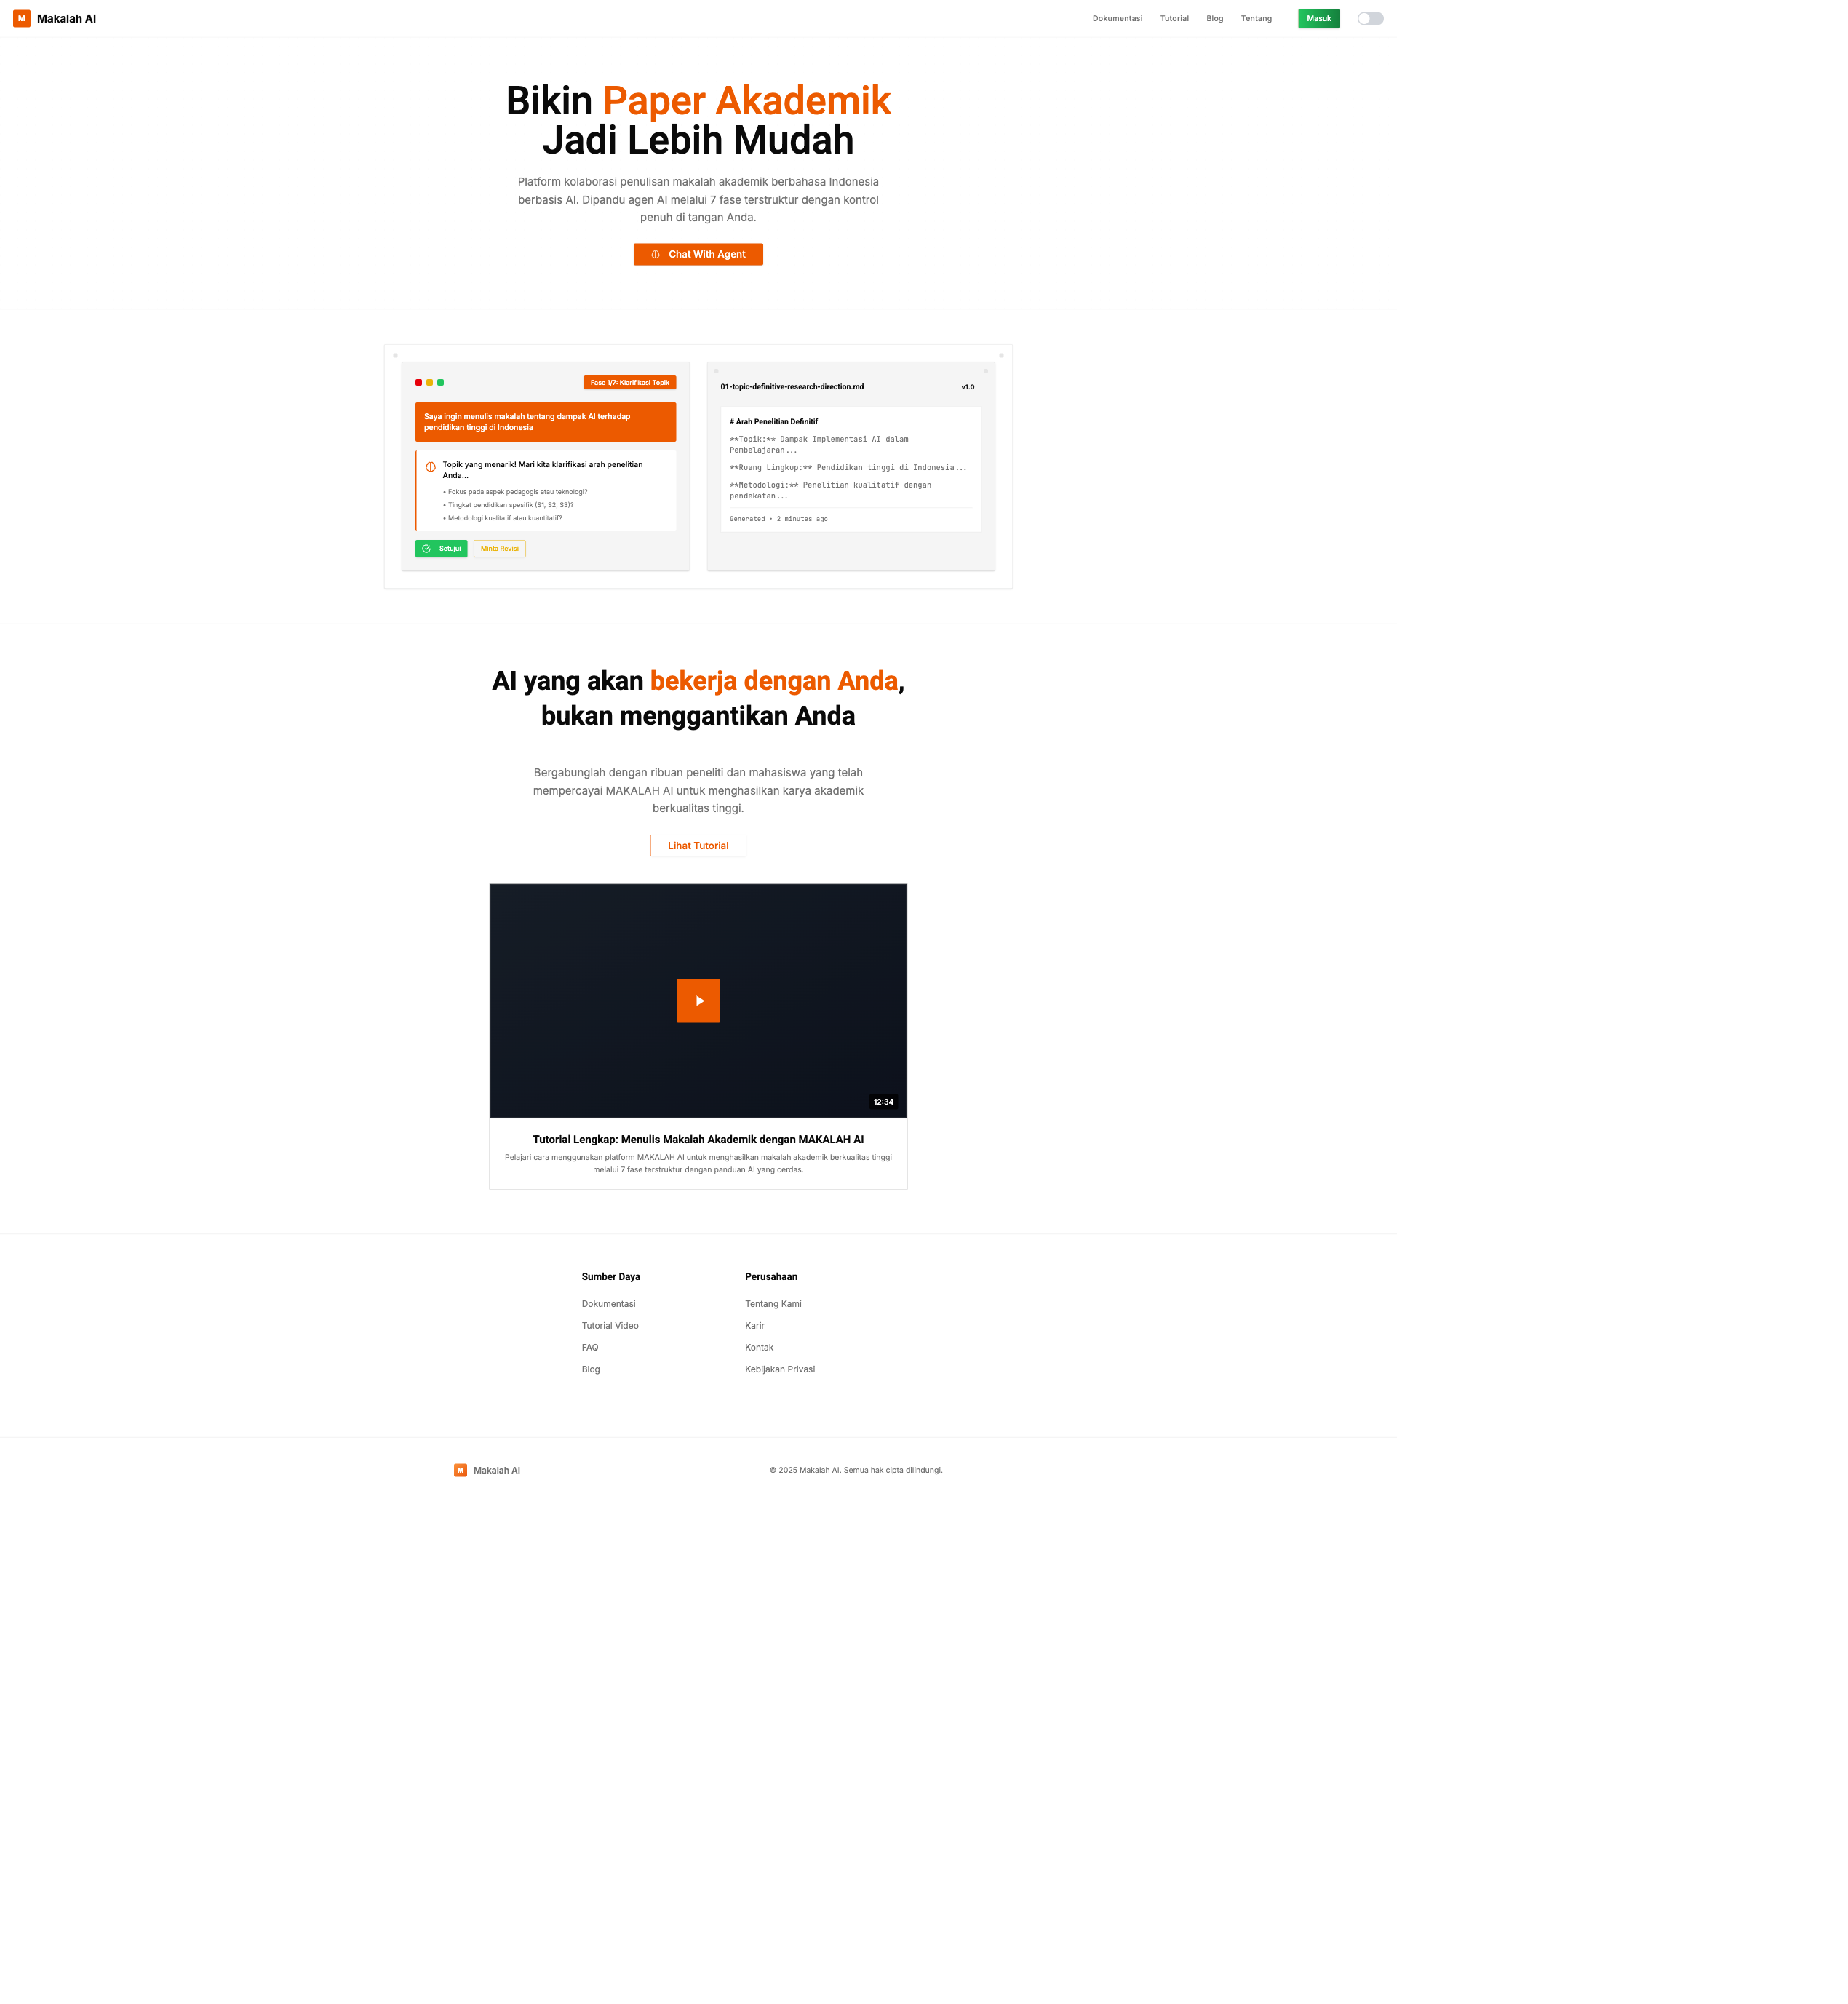 M Makalah AI
Dokumentasi Tutorial Blog Tentang Masuk
Bikin Paper Akademik
Jadi Lebih Mudah
Platform kolaborasi penulisan makalah akademik berbahasa Indonesia
berbasis AI. Dipandu agen AI melalui 7 fase terstruktur dengan kontrol
penuh di tangan Anda.
Chat With Agent
Fase 1/7: Klarifikasi Topik
Saya ingin menulis makalah tentang dampak AI terhadap
pendidikan tinggi di Indonesia
Topik yang menarik! Mari kita klarifikasi arah penelitian
Anda...
• Fokus pada aspek pedagogis atau teknologi?
• Tingkat pendidikan spesifik (S1, S2, S3)?
• Metodologi kualitatif atau kuantitatif?
Setujui Minta Revisi
01-topic-definitive-research-direction.md v1.0
# Arah Penelitian Definitif
**Topik:** Dampak Implementasi AI dalam
Pembelajaran...
**Ruang Lingkup:** Pendidikan tinggi di Indonesia...
**Metodologi:** Penelitian kualitatif dengan
pendekatan...
Generated • 2 minutes ago
AI yang akan bekerja dengan Anda,
bukan menggantikan Anda
Bergabunglah dengan ribuan peneliti dan mahasiswa yang telah
mempercayai MAKALAH AI untuk menghasilkan karya akademik
berkualitas tinggi.
Lihat Tutorial
12:34
Tutorial Lengkap: Menulis Makalah Akademik dengan MAKALAH AI
Pelajari cara menggunakan platform MAKALAH AI untuk menghasilkan makalah akademik berkualitas tinggi
melalui 7 fase terstruktur dengan panduan AI yang cerdas.
Sumber Daya
Dokumentasi
Tutorial Video
FAQ
Blog
Perusahaan
Tentang Kami
Karir
Kontak
Kebijakan Privasi
M Makalah AI
© 2025 Makalah AI. Semua hak cipta dilindungi.